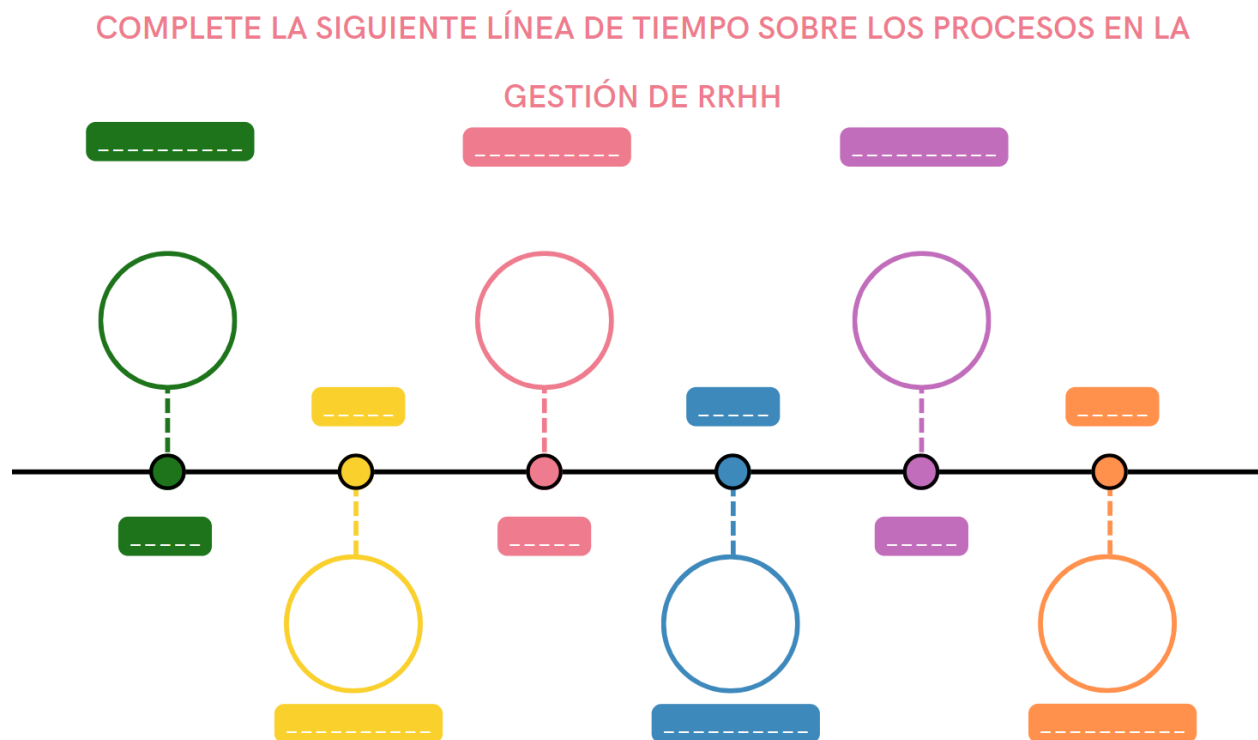 COMPLETE LA SIGUIENTE LÍNEA DE TIEMPO SOBRE LOS PROCESOS EN LA
GESTIÓN DE RRHH